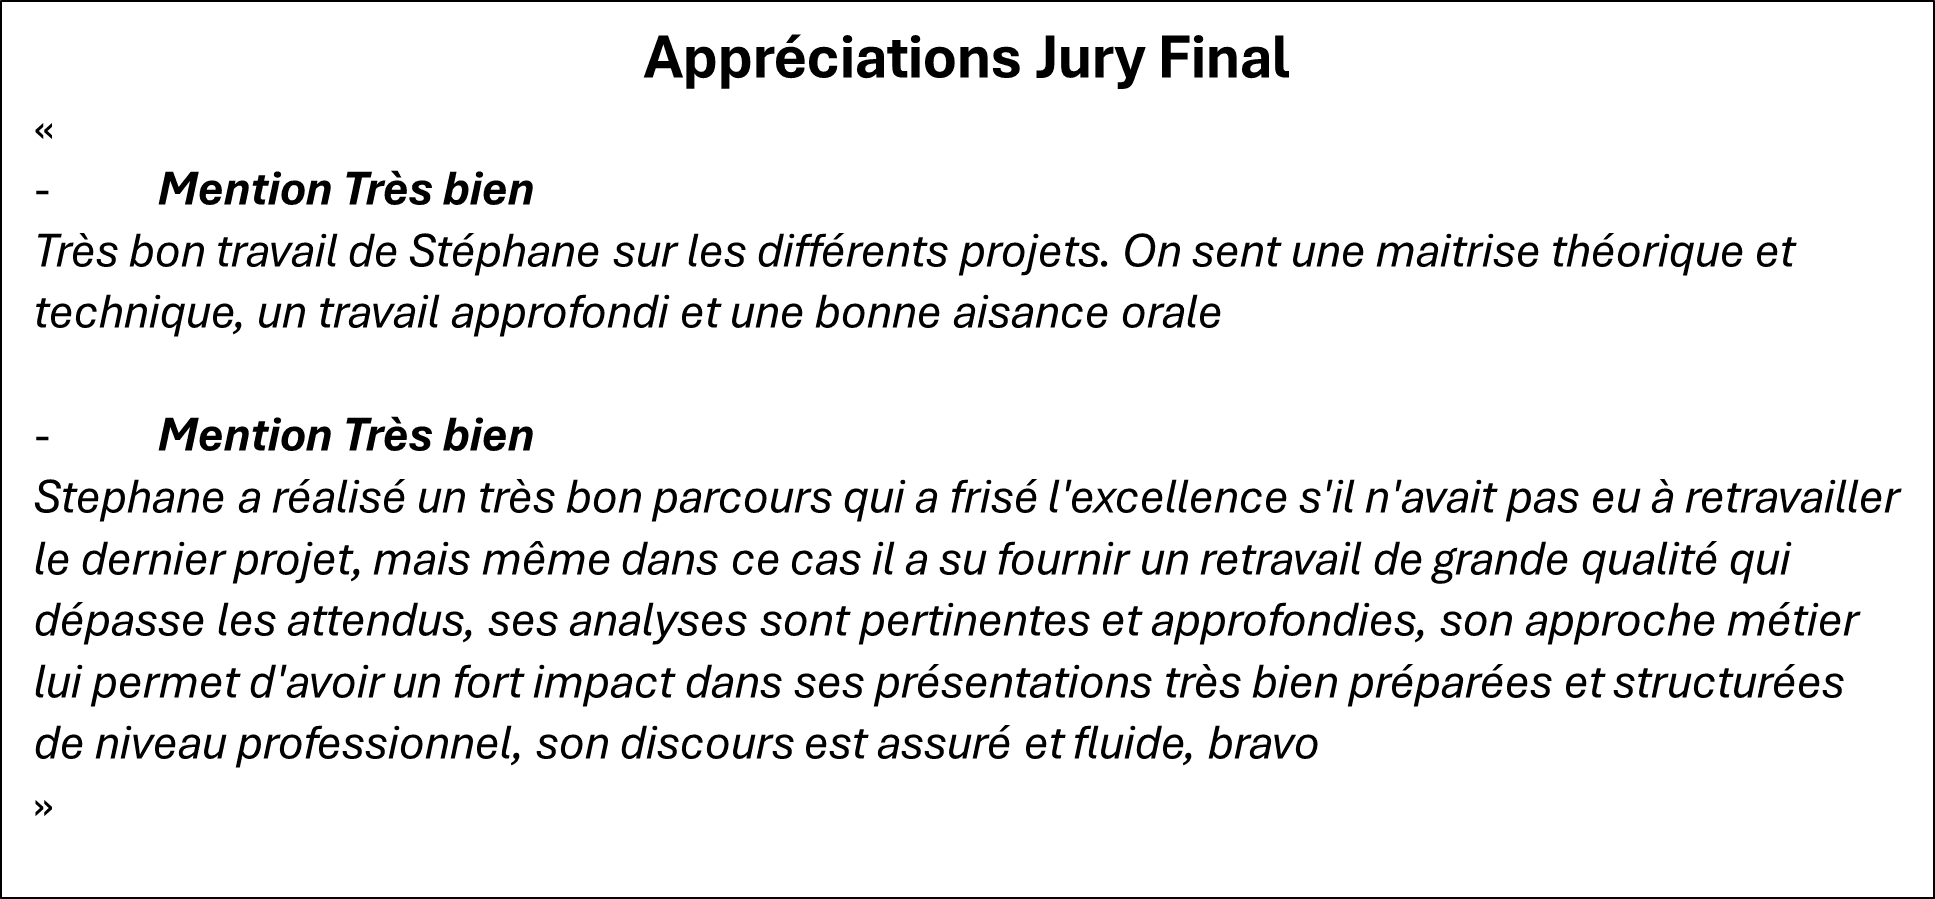 Appréciations Jury Final
«
- Mention Très bien
Très bon travail de Stéphane sur les différents projets. On sent une maitrise théorique et
technique, un travail approfondi et une bonne aisance orale
- Mention Très bien
Stephane a réalisé un très bon parcours qui a frisé l'excellence s'il n'avait pas eu à retravailler
le dernier projet, mais même dans ce cas il a su fournir un retravail de grande qualité qui
dépasse les attendus, ses analyses sont pertinentes et approfondies, son approche métier
lui permet d'avoir un fort impact dans ses présentations très bien préparées et structurées
de niveau professionnel, son discours est assuré et fluide, bravo
»